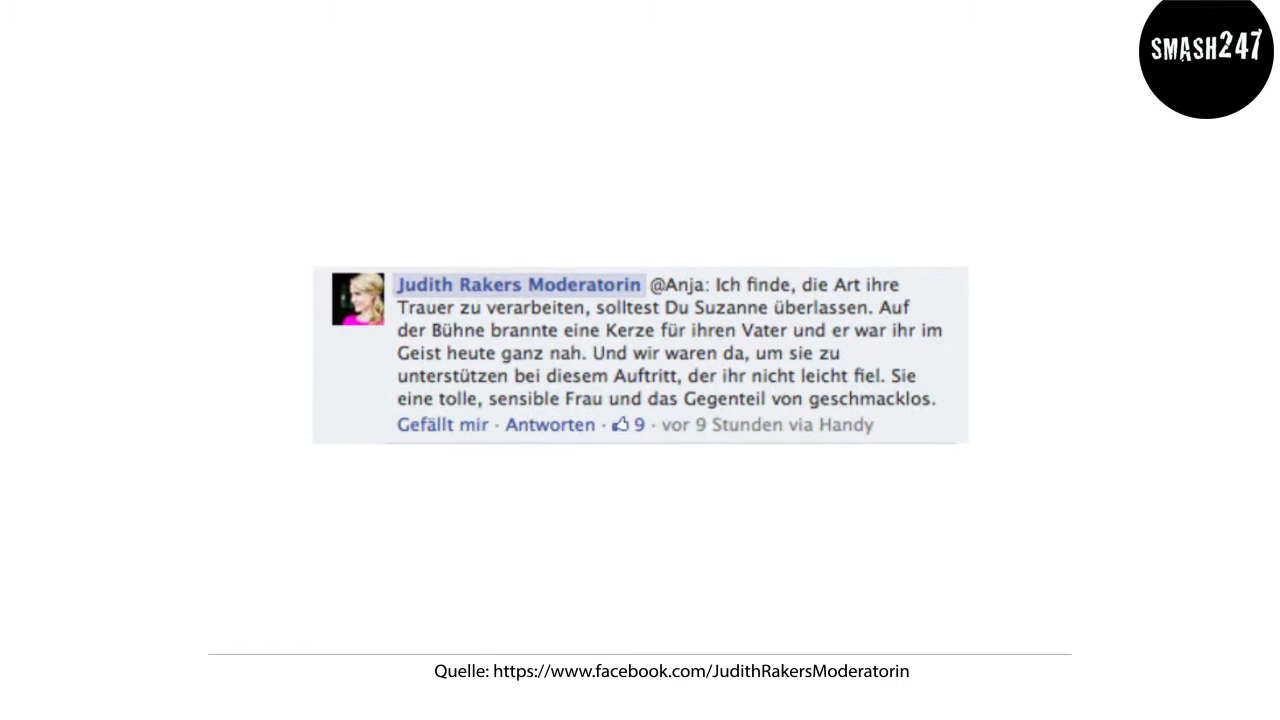 SMASH247
Judith Rakers Moderatorin @Anja: Ich finde, die Art ihre
Trauer zu verarbeiten, solltest Du Suzanne überlassen. Auf
der Bühne brannte eine Kerze für ihren Vater und er war ihr im
Geist heute ganz nah. Und wir waren da, um sie zu
unterstützen bei diesem Auftritt, der ihr nicht leicht fiel. Sie
eine tolle, sensible Frau und das Gegenteil von geschmacklos.
Gefällt mir · Antworten · 9 · vor 9 Stunden via Handy
Quelle: https://www.facebook.com/JudithRakersModeratorin